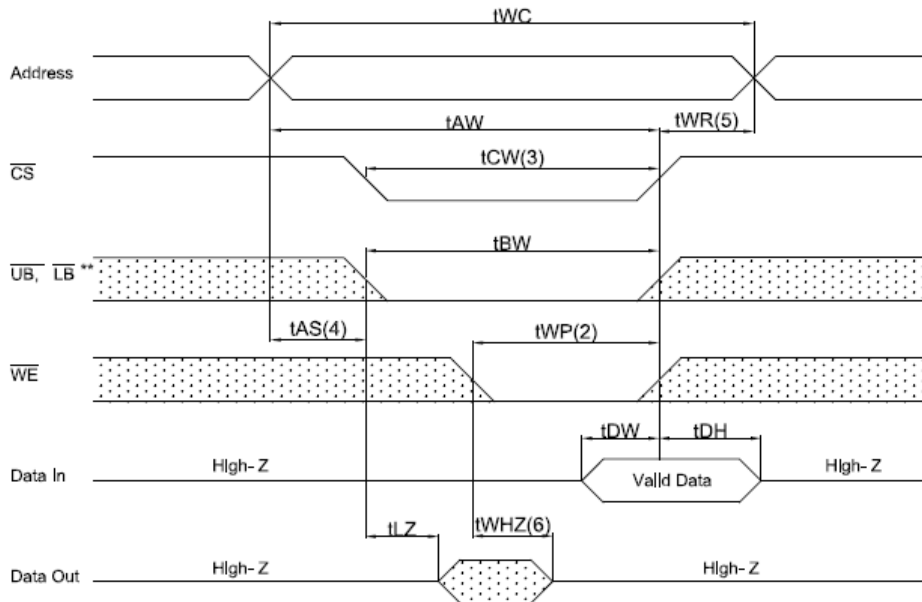 tWC
Address
tAW
tWR(5)
CS
tCW(3)
UB, LB **
tBW
tAS(4)
tWP(2)
WE
tDW
tDH
Data In
High-Z
Valid Data
High-Z
tLZ
tWHZ(6)
Data Out
High-Z
High-Z